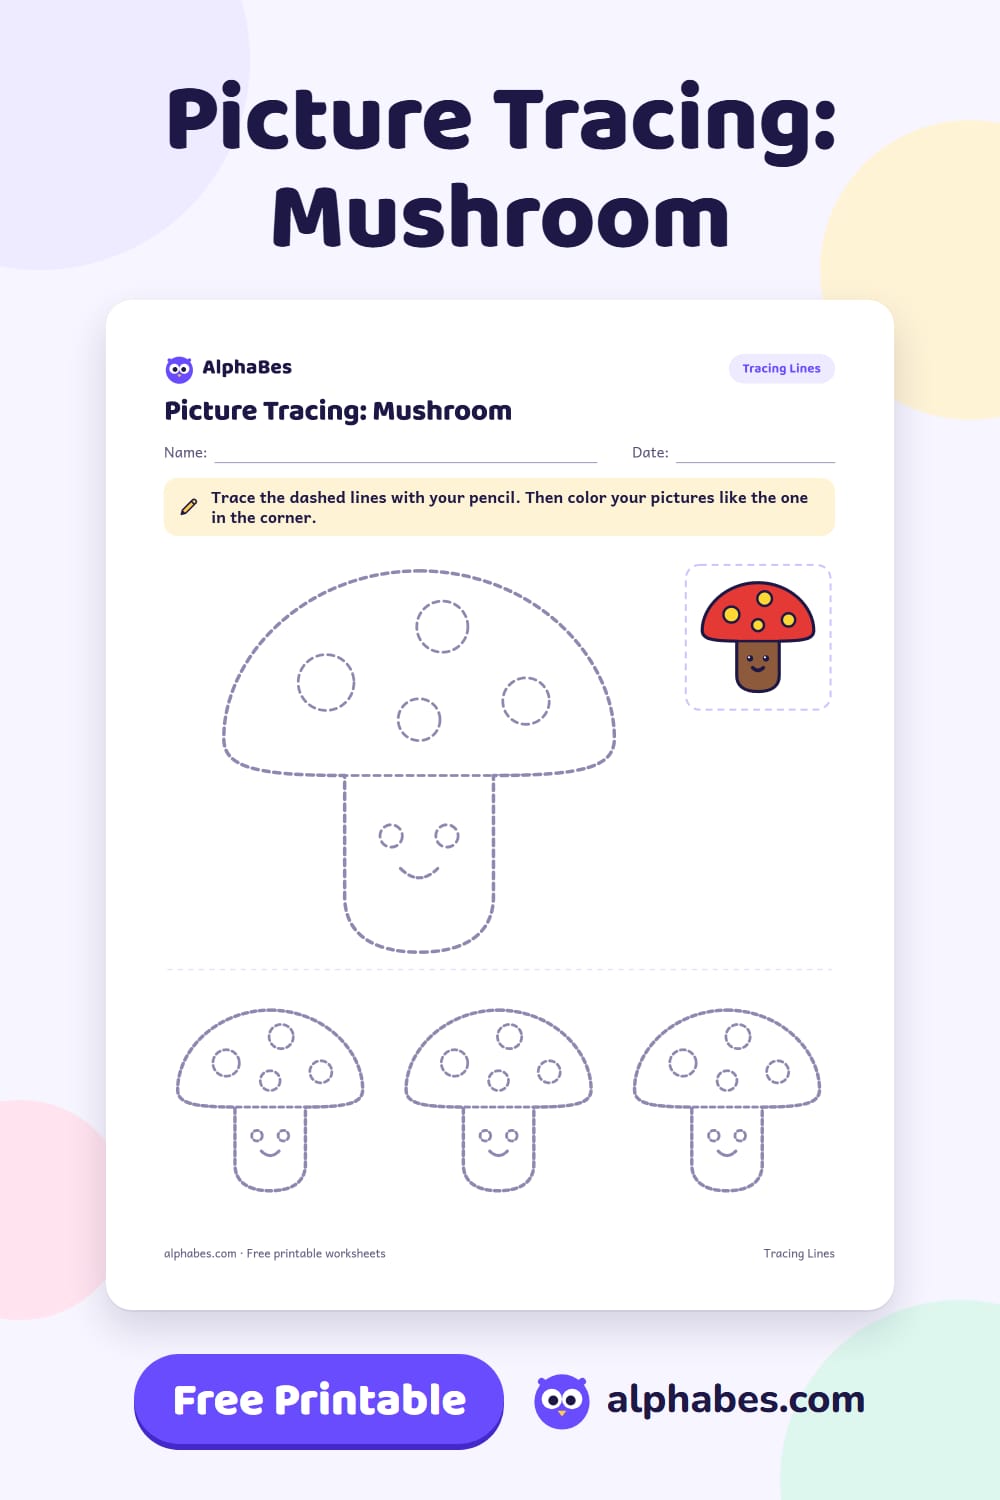 Picture Tracing:
Mushroom
AlphaBes
Tracing Lines
Picture Tracing: Mushroom
Name:
Date:
Trace the dashed lines with your pencil. Then color your pictures like the one
in the corner.
alphabes.com · Free printable worksheets
Tracing Lines
Free Printable
alphabes.com